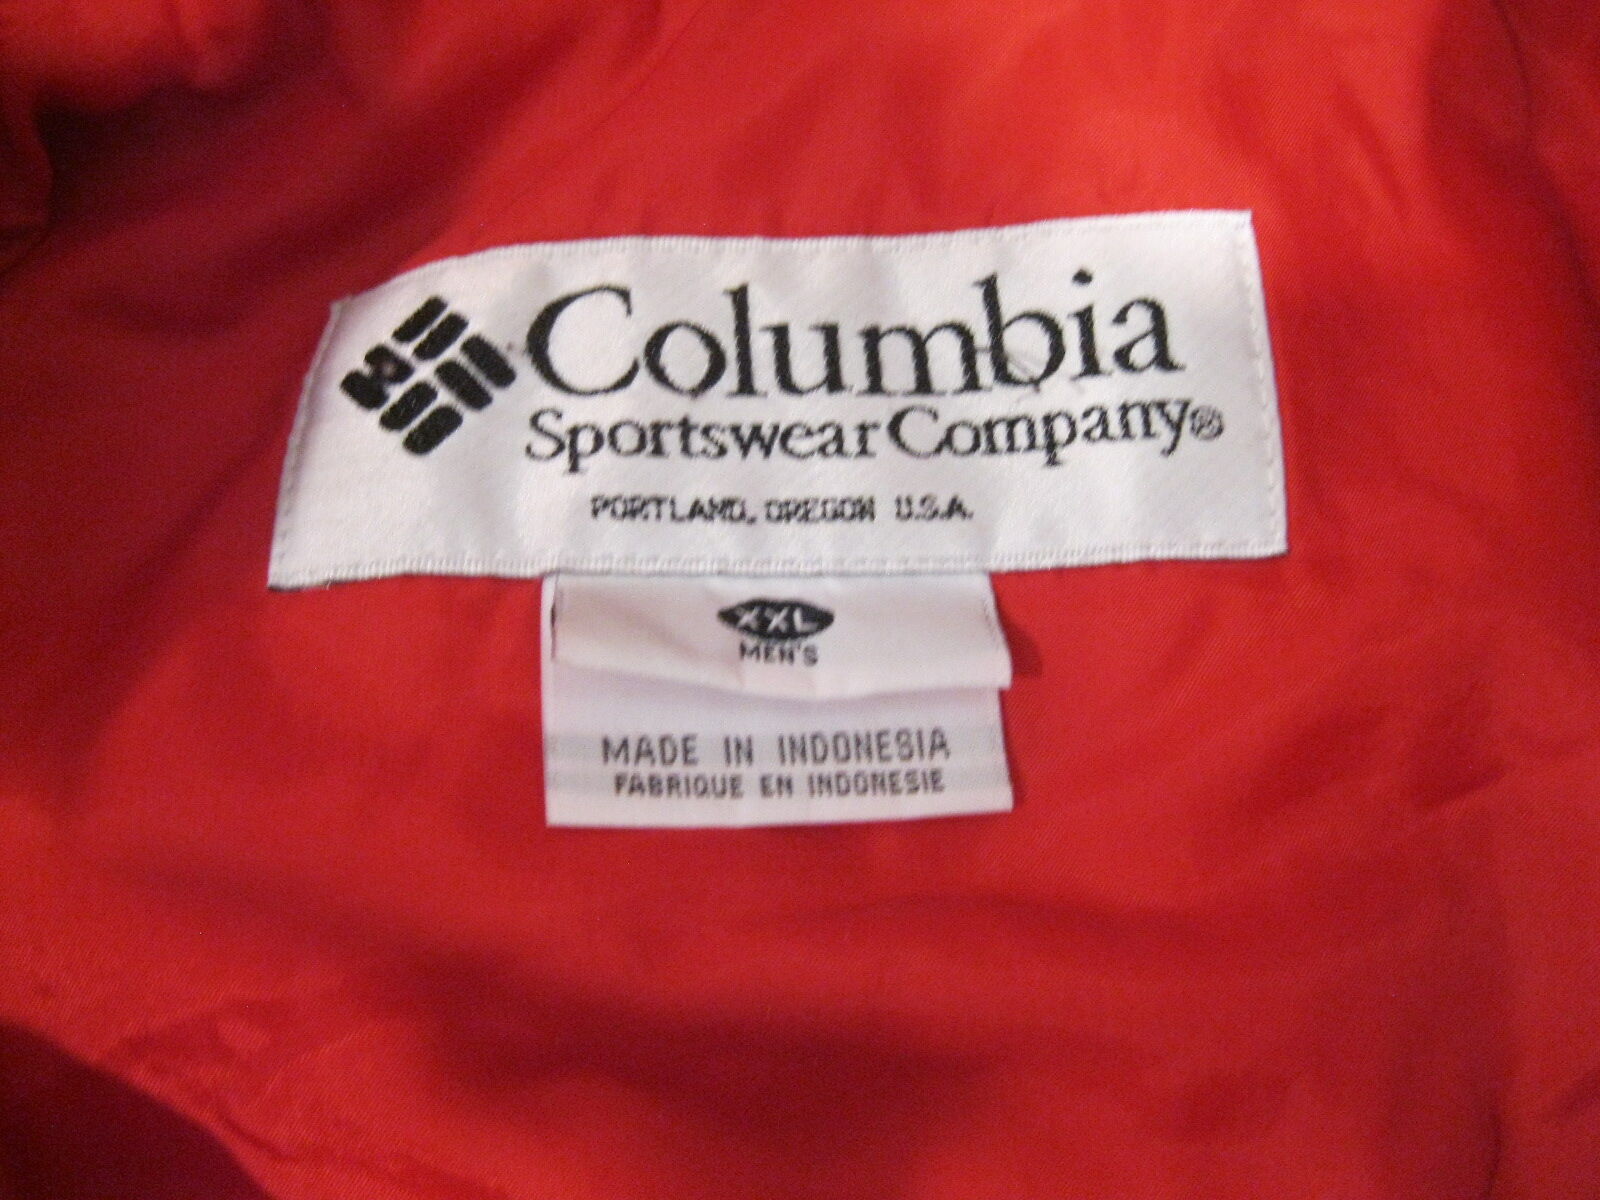 Columbia
Sportswear Company®
PORTLAND, OREGON U.S.A.
XXL
MEN'S
MADE IN INDONESIA
FABRIQUE EN INDONESIE